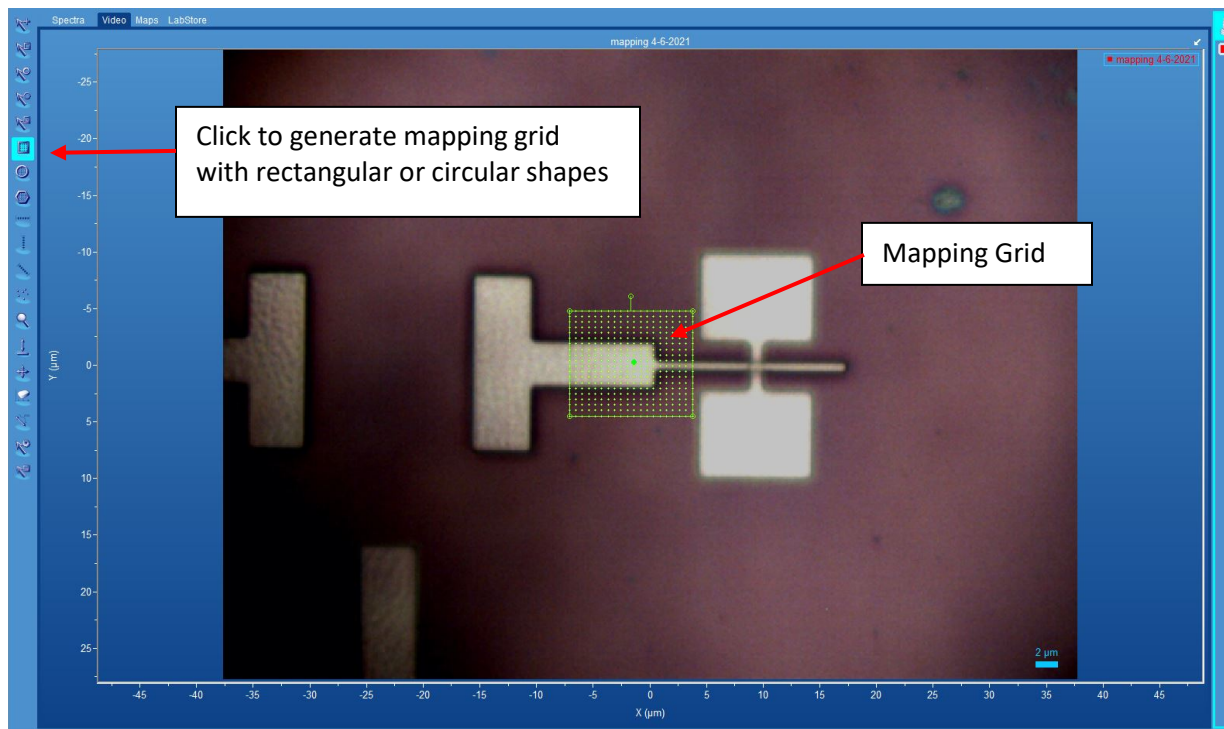 Spectra Video Maps LabStore
mapping 4-6-2021
mapping 4-6-2021
Click to generate mapping grid
with rectangular or circular shapes
Mapping Grid
-25
-20
-15
-10
-5
0
5
10
15
20
25
Y (µm)
2 µm
-45 -40 -35 -30 -25 -20 -15 -10 -5 0 5 10 15 20 25 30 35 40 45
X (µm)